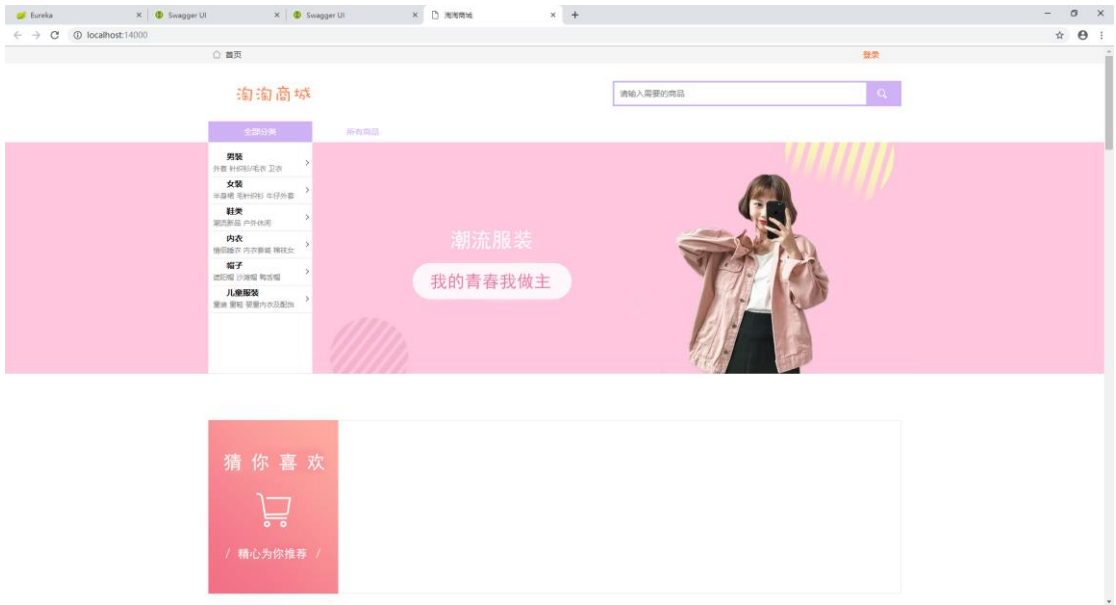 Eureka
Swagger UI
Swagger UI
淘淘商城
localhost:14000
首页
登录
淘淘商城
请输入需要的商品
全部分类
所有商品
男装
外套 针织衫/毛衣 卫衣
女装
半身裙 毛针织衫 牛仔外套
鞋类
潮流新品 户外休闲
内衣
情侣睡衣 内衣套装 棉袜女
帽子
遮阳帽 沙滩帽 鸭舌帽
儿童服装
童装 童鞋 婴童内衣及配饰
潮流服装
我的青春我做主
猜你喜欢
/ 精心为你推荐 /